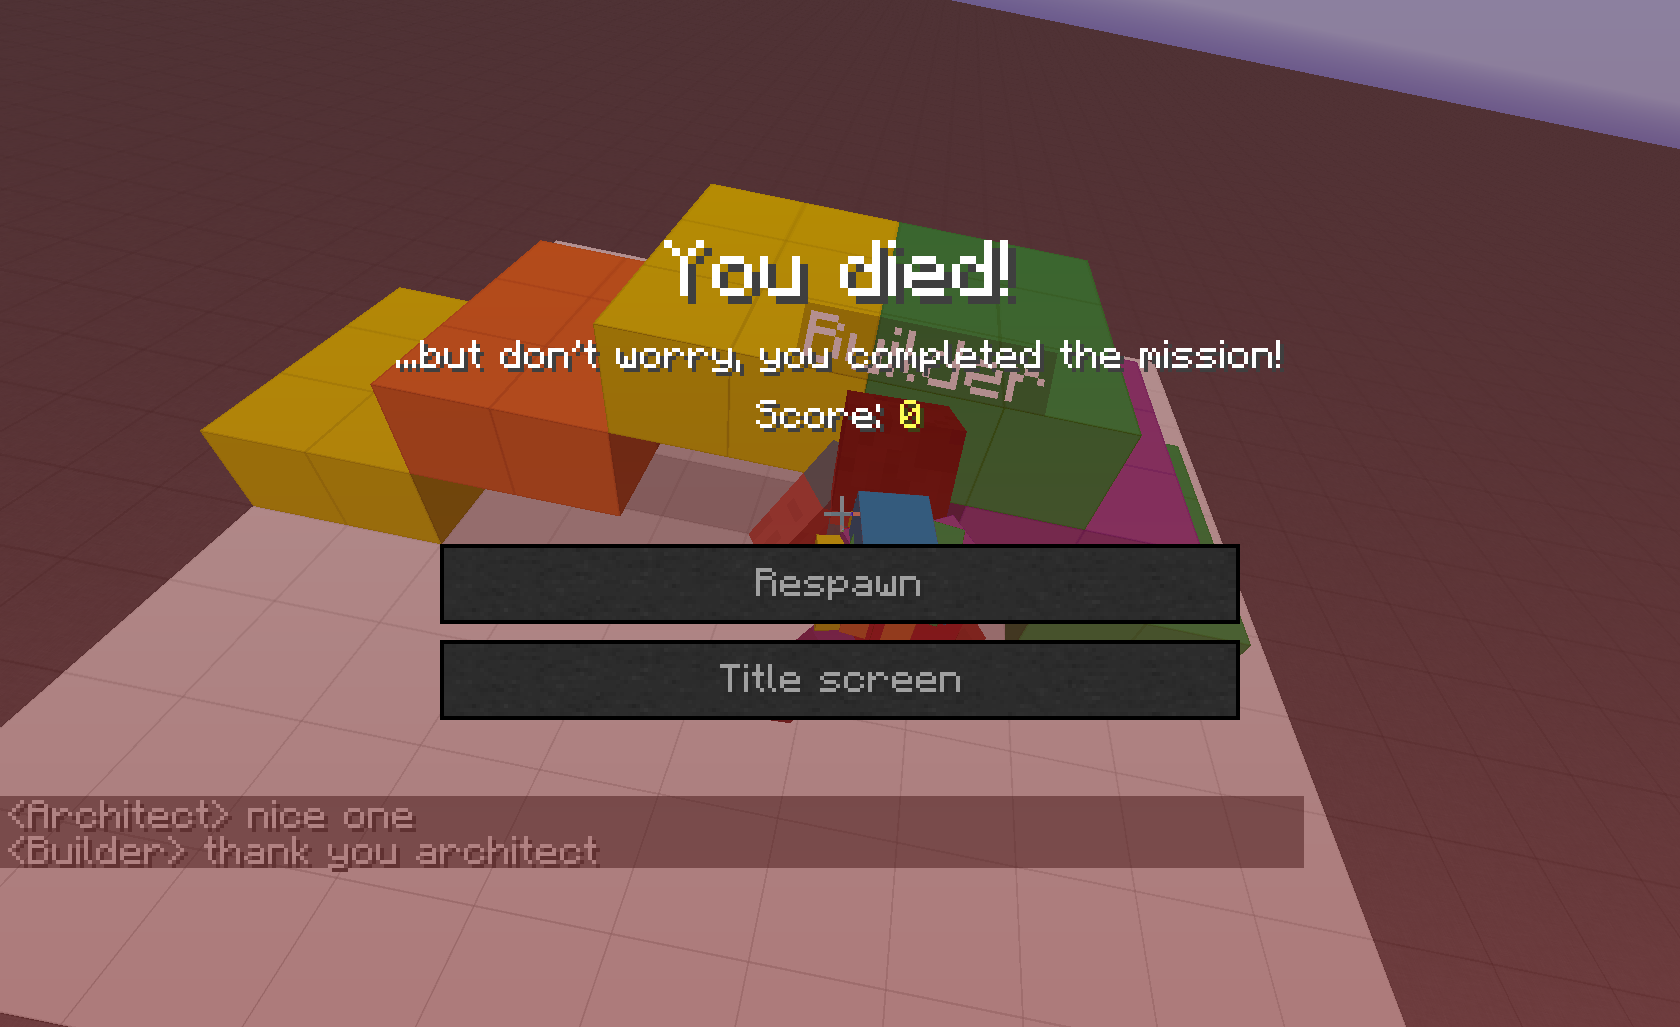 You died!
Builder
...but don't worry, you completed the mission!
Score: 0
Respawn
Title screen
<Architect> nice one
<Builder> thank you architect